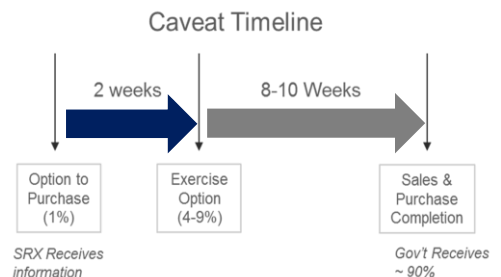 Caveat Timeline
2 weeks
8-10 Weeks
Option to
Purchase
(1%)
Exercise
Option
(4-9%)
Sales &
Purchase
Completion
SRX Receives
information
Gov't Receives
~ 90%